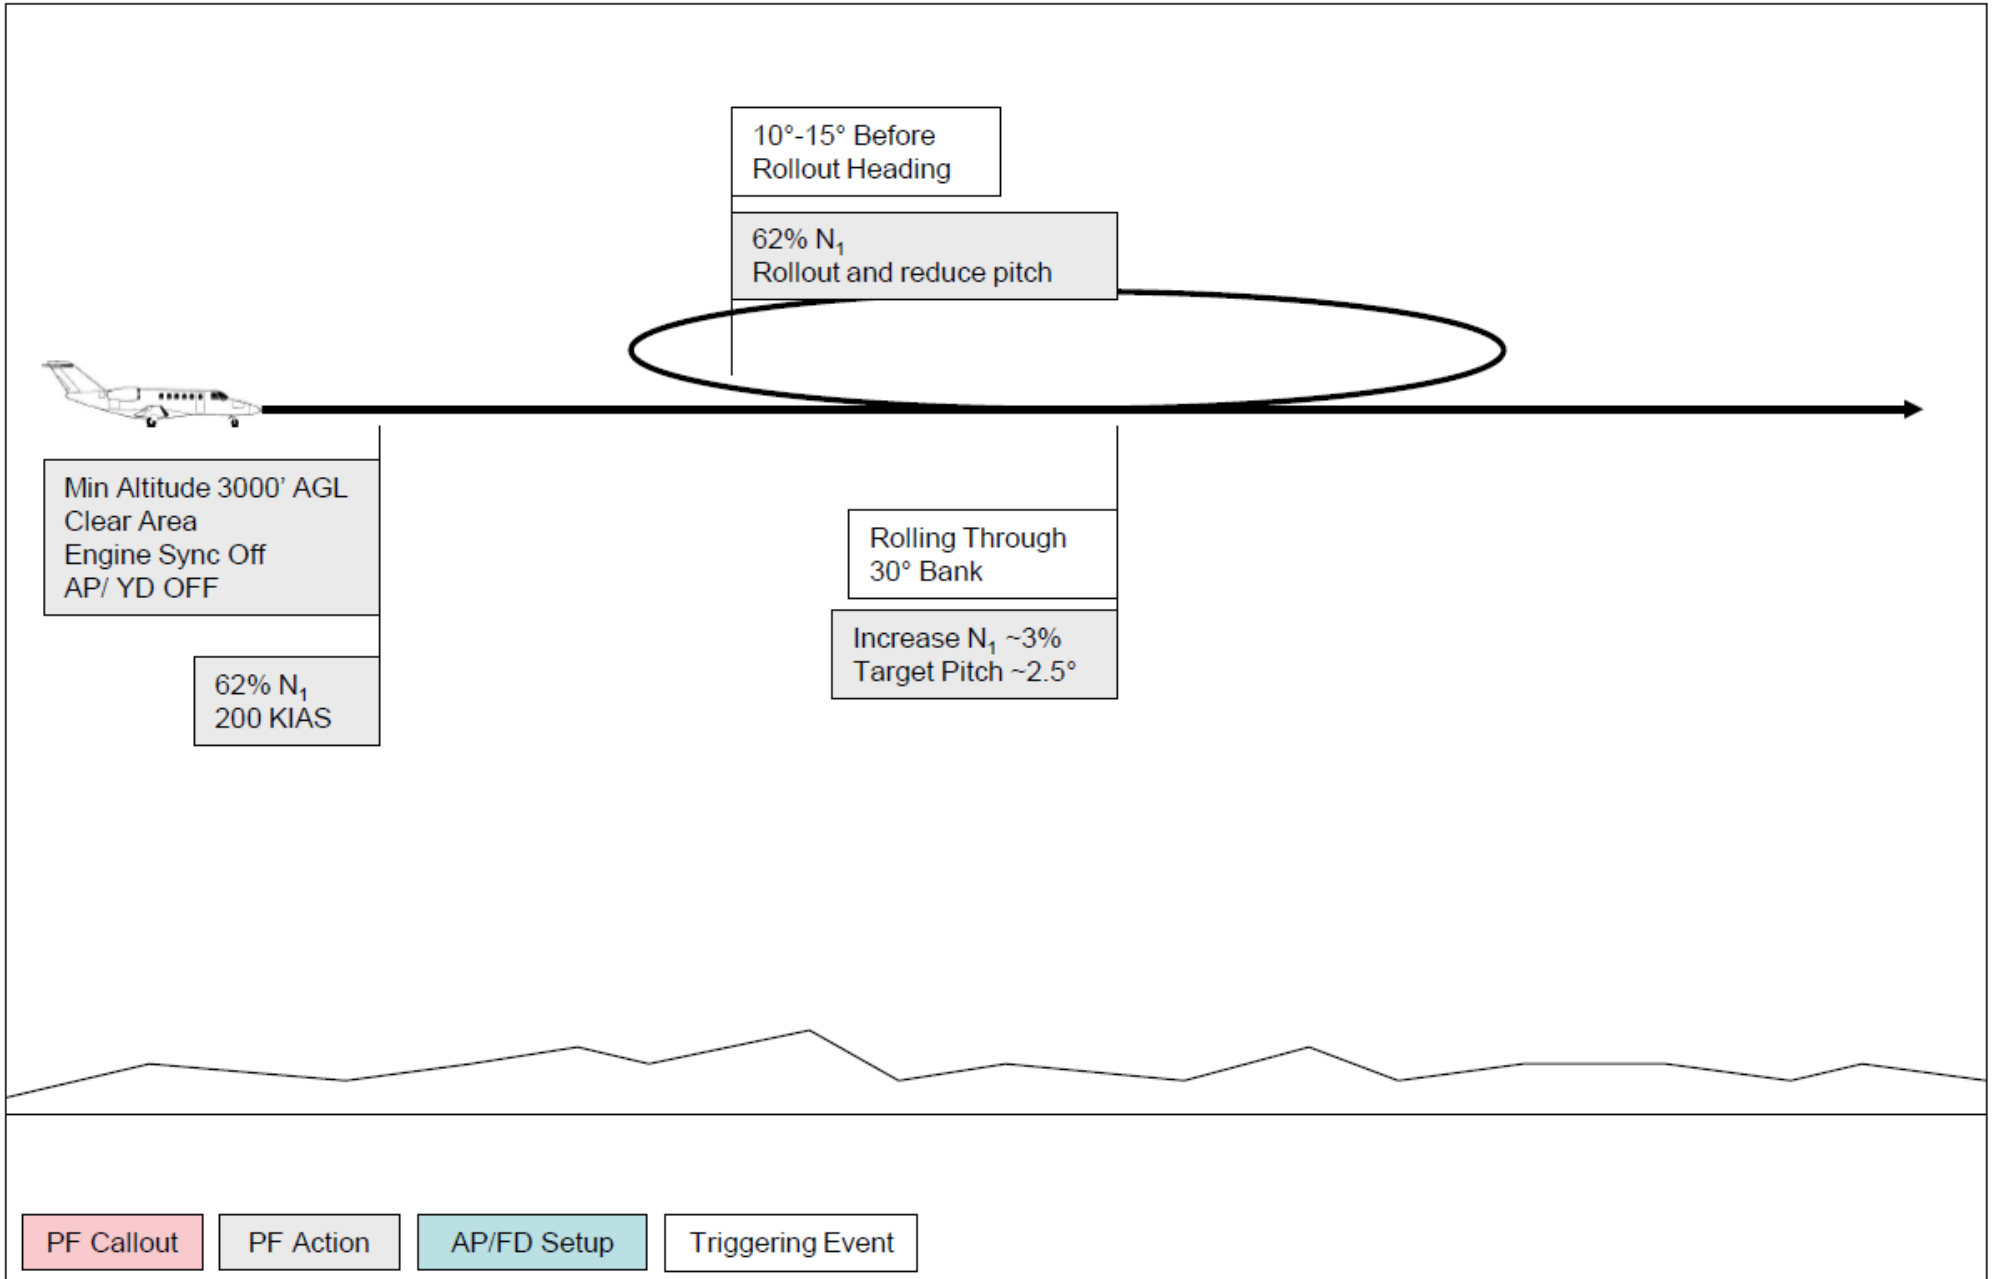 10°-15° Before
Rollout Heading
62% N₁
Rollout and reduce pitch
Min Altitude 3000’ AGL
Clear Area
Engine Sync Off
AP/ YD OFF
62% N₁
200 KIAS
Rolling Through
30° Bank
Increase N₁ ~3%
Target Pitch ~2.5°
PF Callout
PF Action
AP/FD Setup
Triggering Event